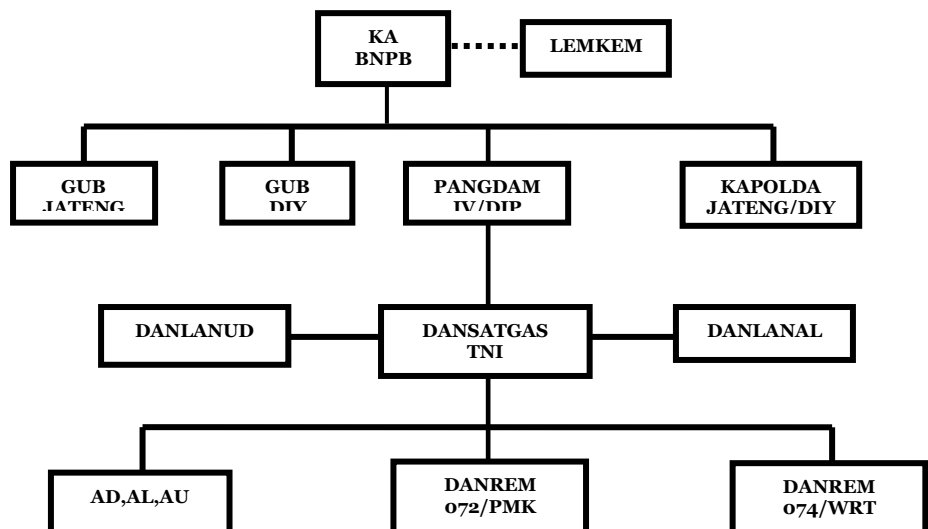 KA
BNPB
LEMKEM
GUB
JATENG
GUB
DIY
PANGDAM
IV/DIP
KAPOLDA
JATENG/DIY
DANLANUD
DANSATGAS
TNI
DANLANAL
AD,AL,AU
DANREM
072/PMK
DANREM
074/WRT